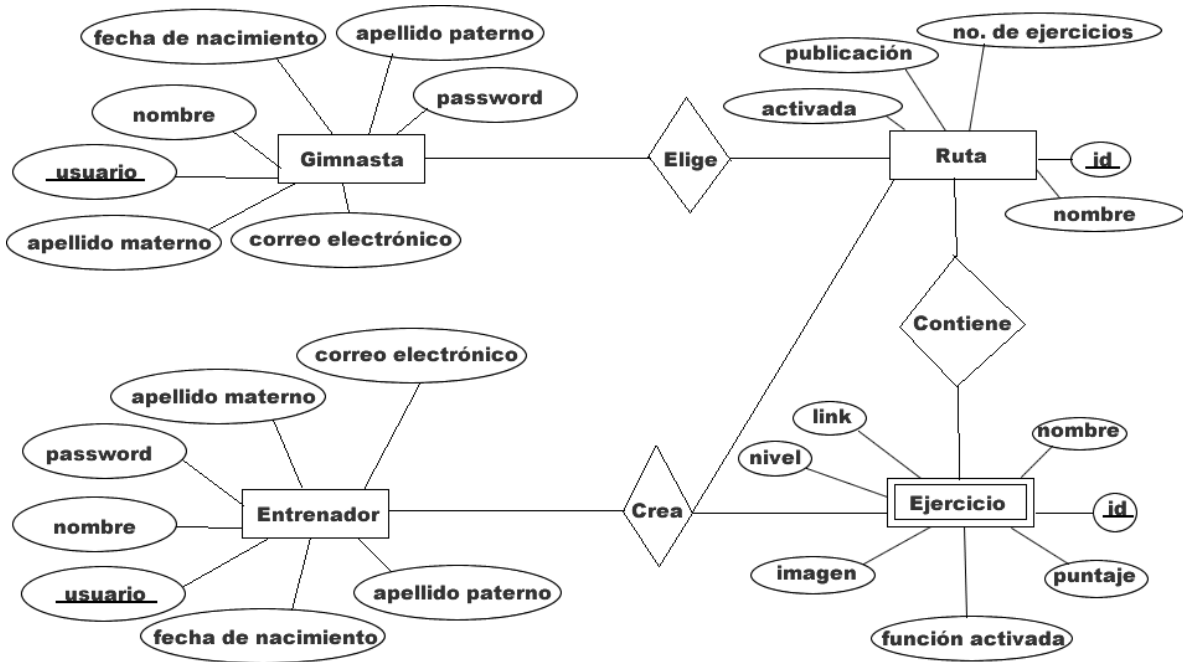 fecha de nacimiento
apellido paterno
password
nombre
usuario
apellido materno
correo electrónico
Gimnasta
Elige
no. de ejercicios
publicación
activada
Ruta
id
nombre
Contiene
correo electrónico
apellido materno
password
nombre
usuario
fecha de nacimiento
apellido paterno
Entrenador
Crea
link
nombre
nivel
Ejercicio
id
imagen
puntaje
función activada